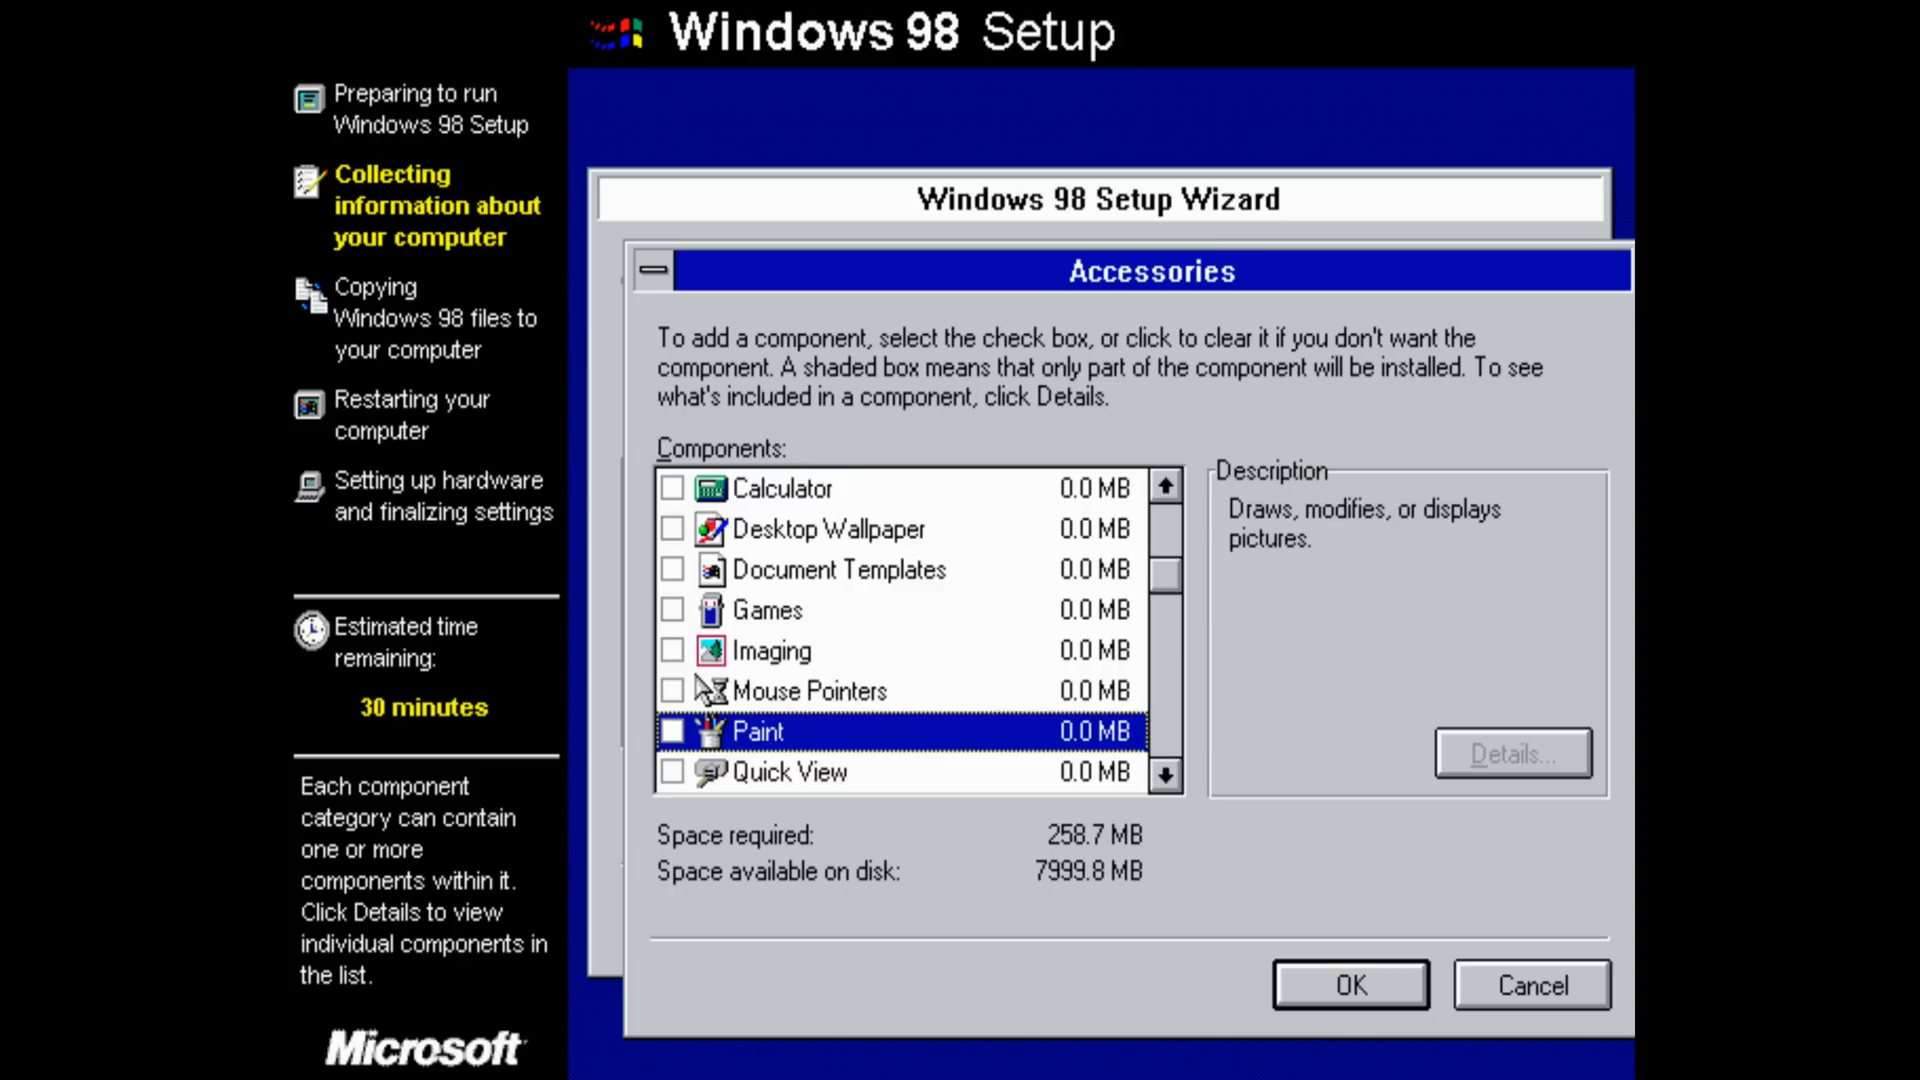 Windows 98 Setup
Preparing to run
Windows 98 Setup
Collecting
information about
your computer
Copying
Windows 98 files to
your computer
Restarting your
computer
Setting up hardware
and finalizing settings
Estimated time
remaining:
30 minutes
Each component
category can contain
one or more
components within it.
Click Details to view
individual components in
the list.
Microsoft
Windows 98 Setup Wizard
Accessories
To add a component, select the check box, or click to clear it if you don't want the
component. A shaded box means that only part of the component will be installed. To see
what's included in a component, click Details.
Components:
Calculator 0.0 MB
Desktop Wallpaper 0.0 MB
Document Templates 0.0 MB
Games 0.0 MB
Imaging 0.0 MB
Mouse Pointers 0.0 MB
Paint 0.0 MB
Quick View 0.0 MB
Description
Draws, modifies, or displays
pictures.
Details...
Space required: 258.7 MB
Space available on disk: 7999.8 MB
OK
Cancel